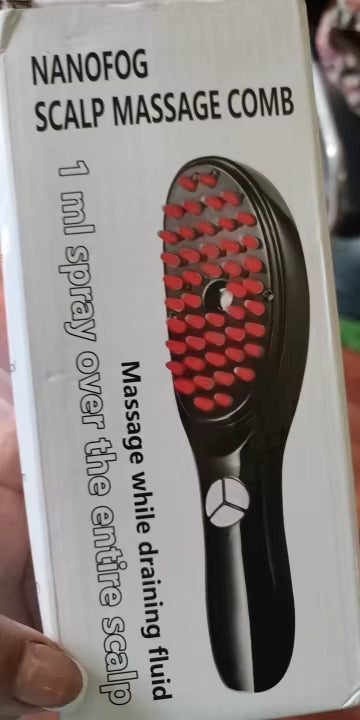 NANOFOG
SCALP MASSAGE COMB
1 ml spray over the entire scalp
Massage while draining fluid